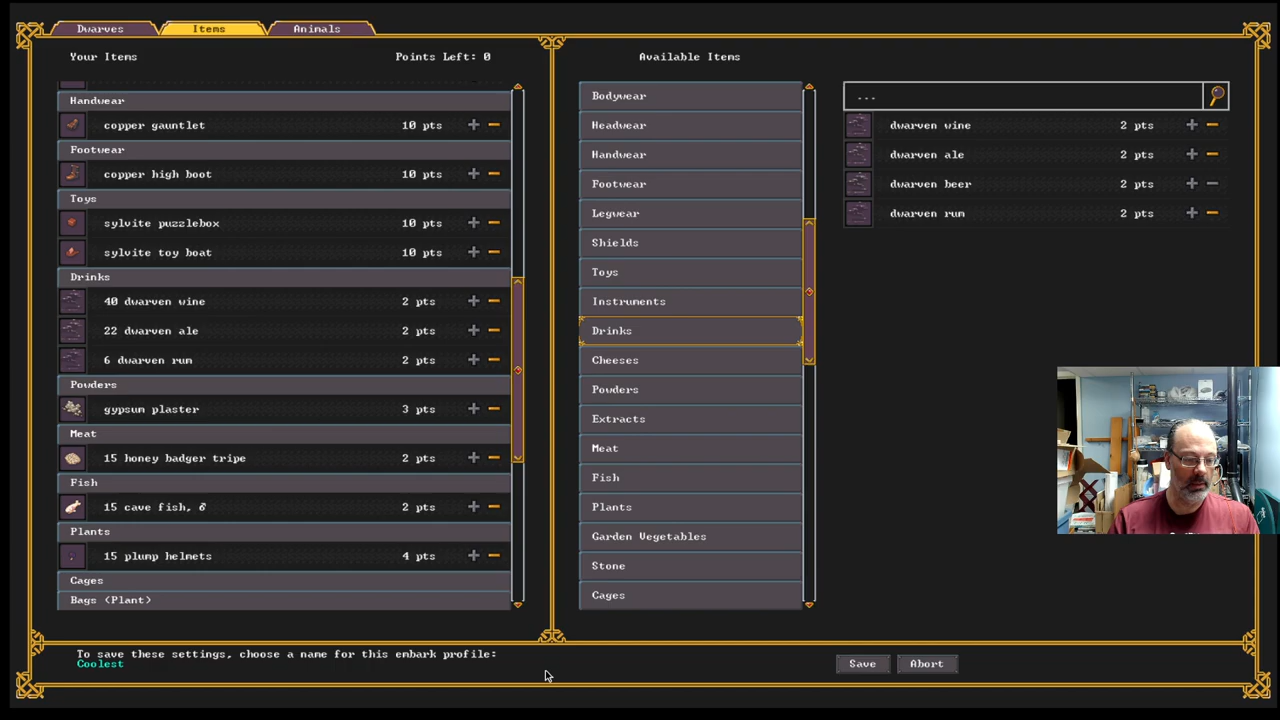 Dwarves
Items
Animals
Your Items
Points Left: 0
Handwear
copper gauntlet 10 pts
Footwear
copper high boot 10 pts
Toys
sylvite puzzlebox 10 pts
sylvite toy boat 10 pts
Drinks
40 dwarven wine 2 pts
22 dwarven ale 2 pts
6 dwarven rum 2 pts
Powders
gypsum plaster 3 pts
Meat
15 honey badger tripe 2 pts
Fish
15 cave fish, ♂ 2 pts
Plants
15 plump helmets 4 pts
Cages
Bags (Plant)
Available Items
Bodywear
Headwear
Handwear
Footwear
Legwear
Shields
Toys
Instruments
Drinks
Cheeses
Powders
Extracts
Meat
Fish
Plants
Garden Vegetables
Stone
Cages
...
dwarven wine 2 pts
dwarven ale 2 pts
dwarven beer 2 pts
dwarven rum 2 pts
To save these settings, choose a name for this embark profile:
Coolest
Save
Abort